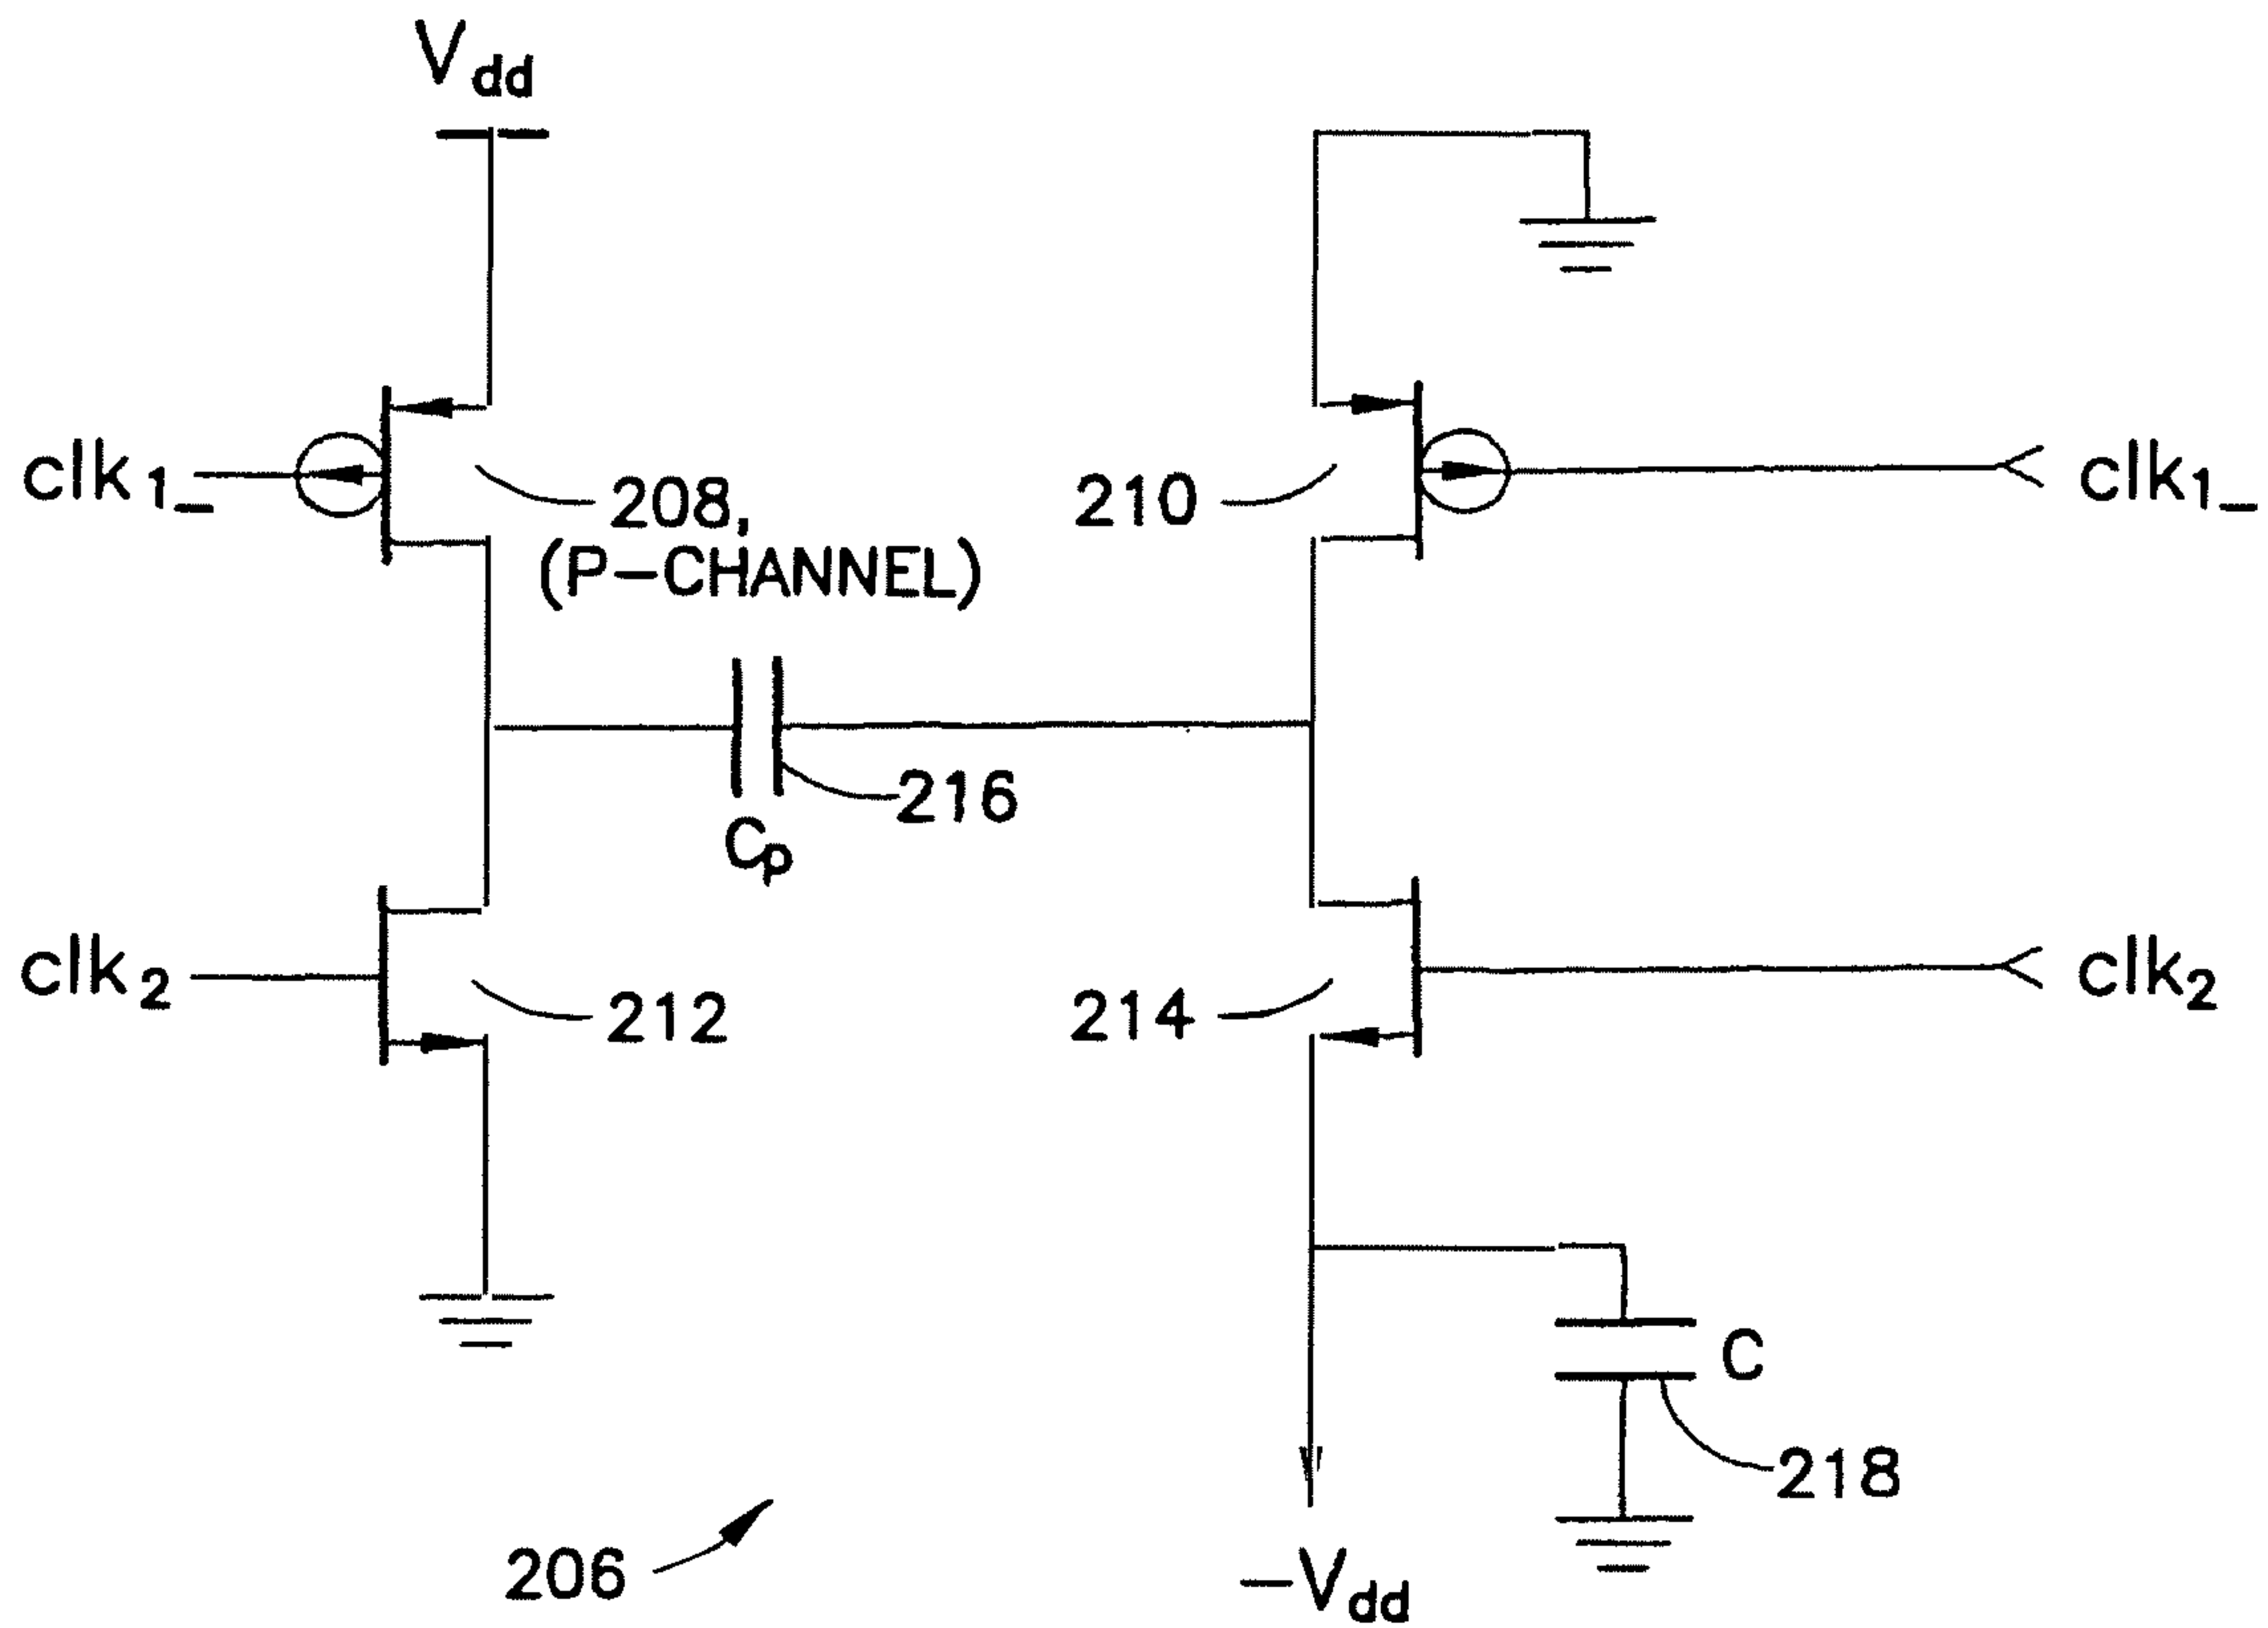 Vdd
clk1_
208,
(P-CHANNEL)
210
clk1_
216
Cp
clk2
212
214
clk2
C
218
206
-Vdd